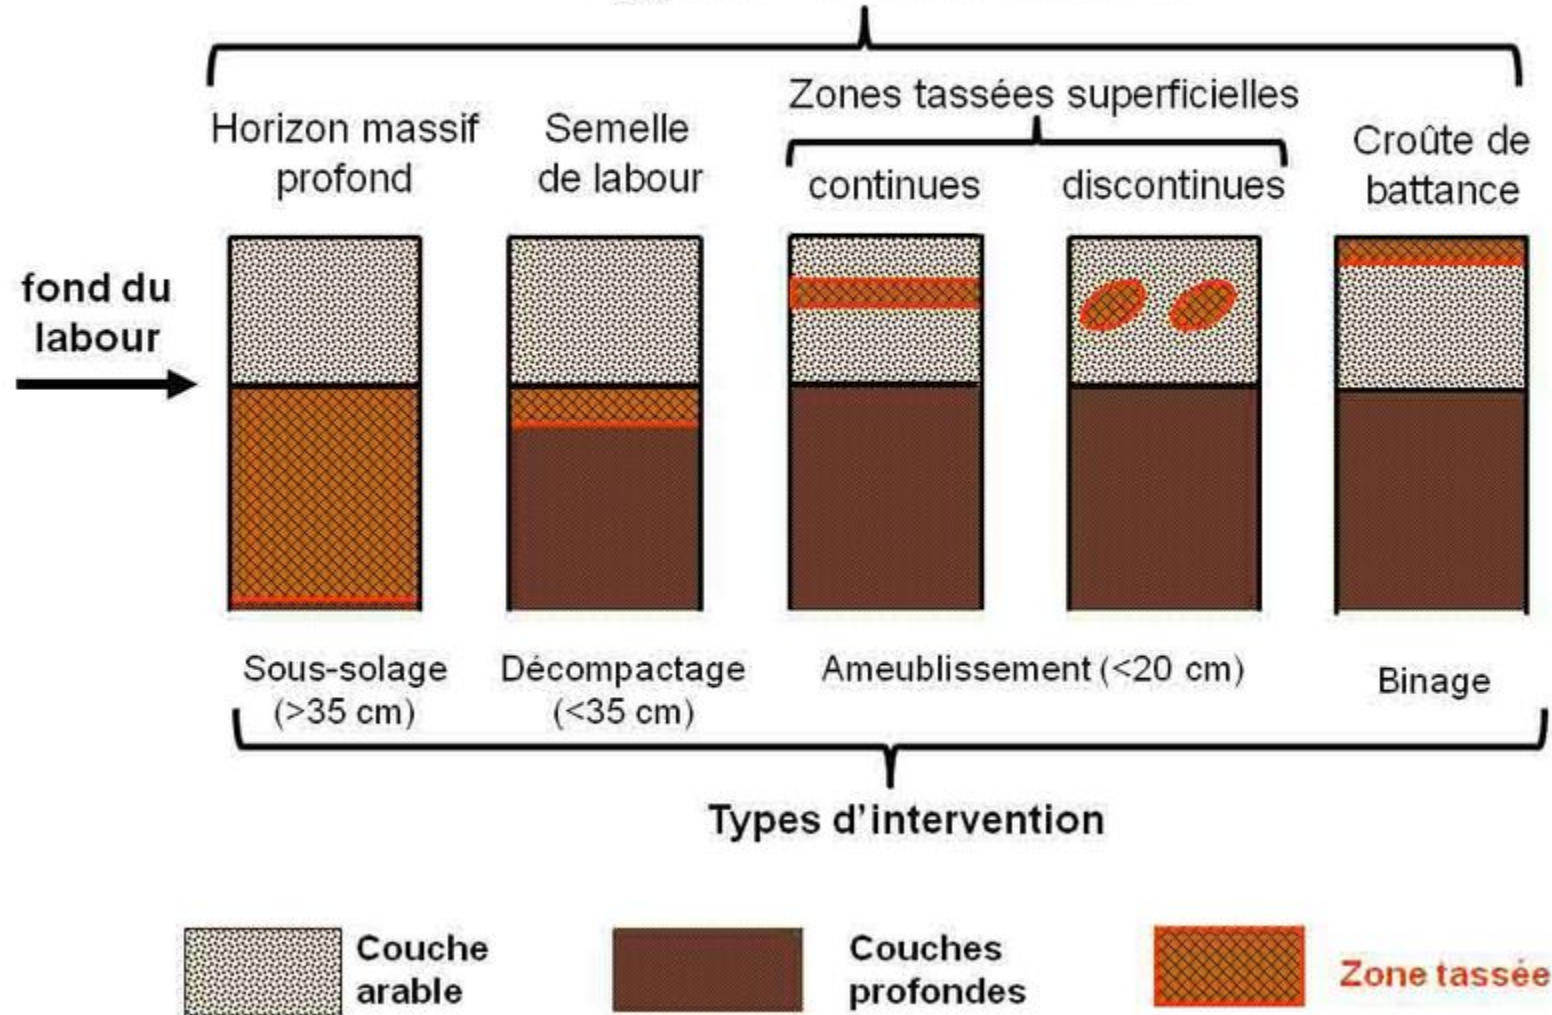 Zones tassées superficielles
Horizon massif
profond
Semelle
de labour
continues
discontinues
Croûte de
battance
fond du
labour
Sous-solage
(>35 cm)
Décompactage
(<35 cm)
Ameublissement (<20 cm)
Binage
Types d'intervention
Couche
arable
Couches
profondes
Zone tassée